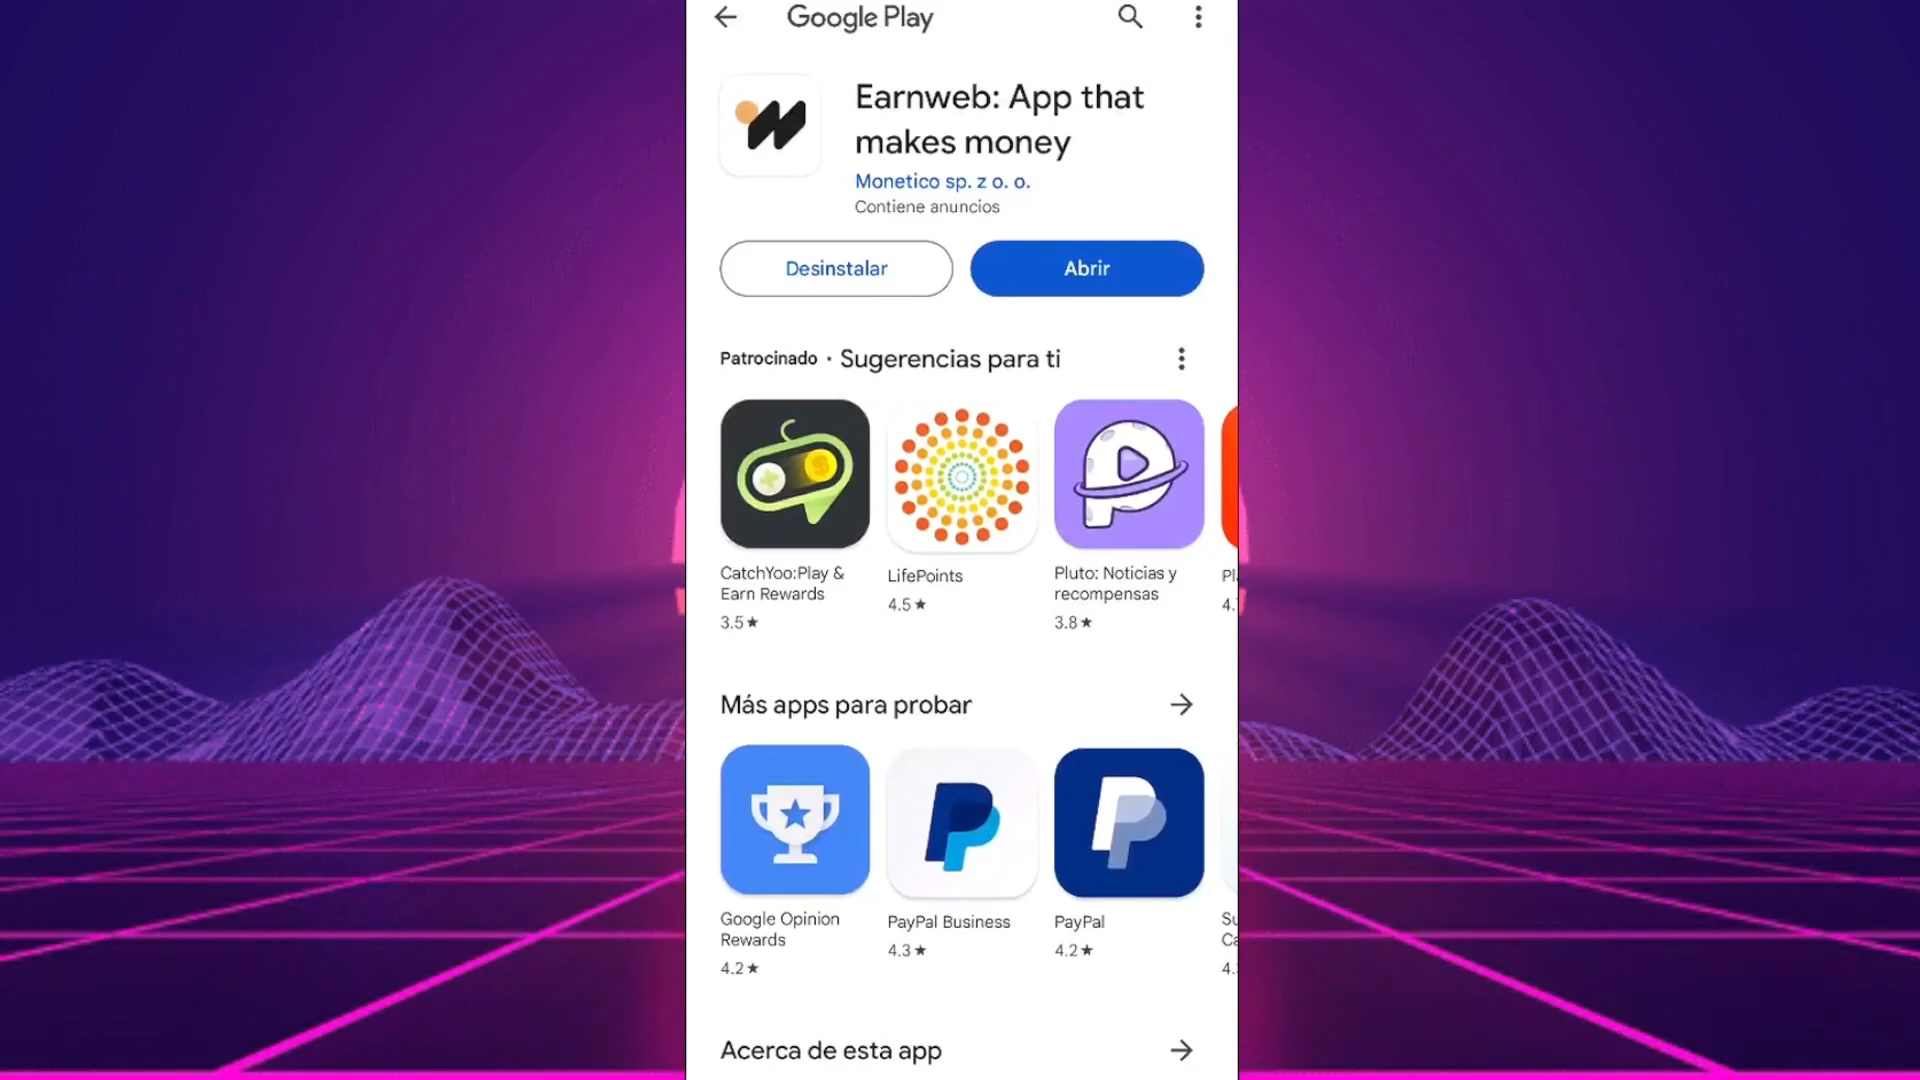 Google Play
Earnweb: App that
makes money
Monetico sp. z o. o.
Contiene anuncios
Desinstalar
Abrir
Patrocinado · Sugerencias para ti
CatchYoo:Play &
Earn Rewards
3.5★
LifePoints
4.5★
Pluto: Noticias y
recompensas
3.8★
Más apps para probar
Google Opinion
Rewards
4.2★
PayPal Business
4.3★
PayPal
4.2★
Acerca de esta app